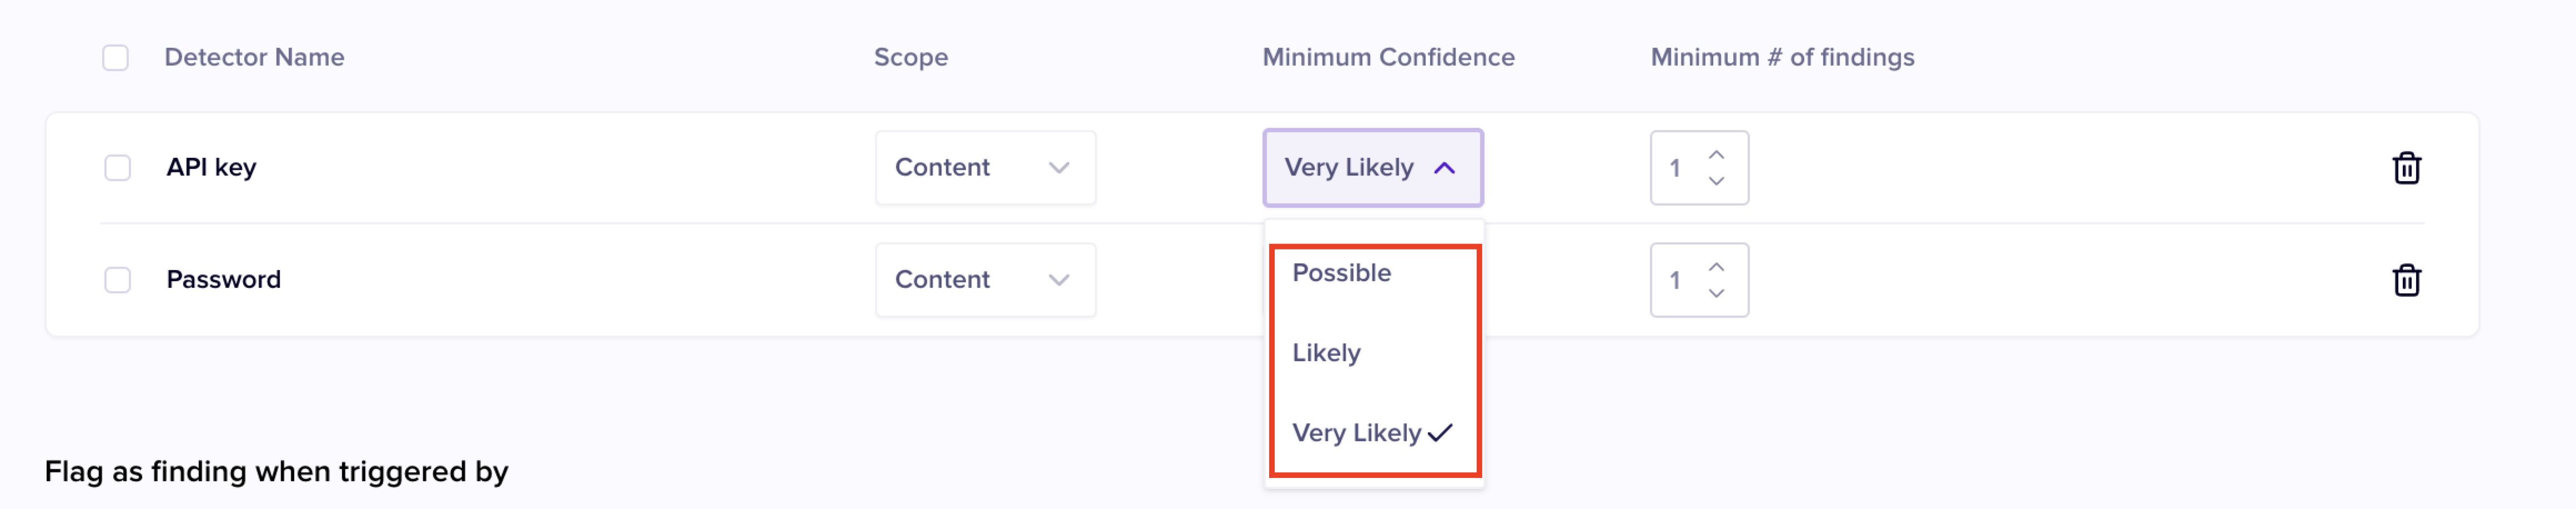 Detector Name Scope Minimum Confidence Minimum # of findings
API key Content Very Likely 1
Password Content 1
Possible
Likely
Very Likely
Flag as finding when triggered by